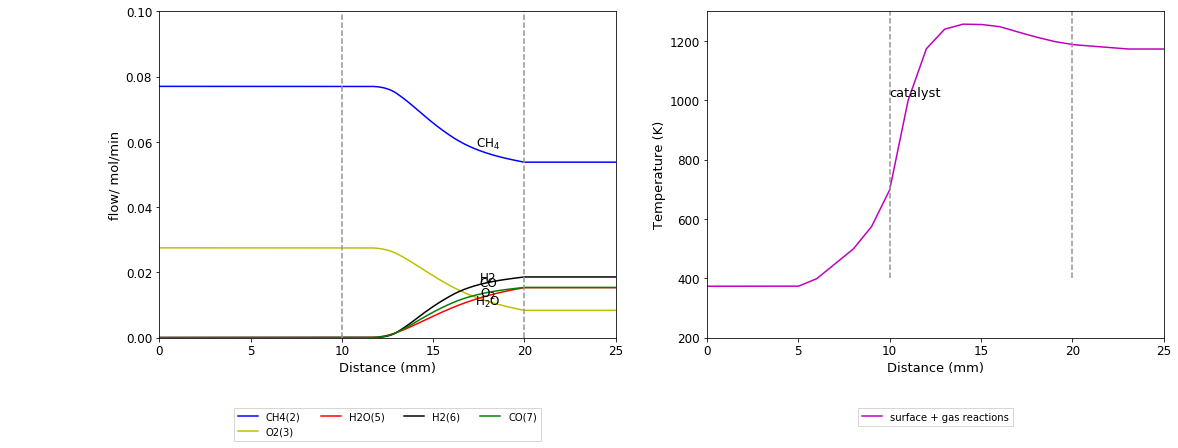 0.10
0.08
0.06
0.04
0.02
0.00
flow/ mol/min
CH4
H2
CO
O2
H2O
0
5
10
15
20
25
Distance (mm)
CH4(2)
O2(3)
H2O(5)
H2(6)
CO(7)
1200
1000
800
600
400
200
Temperature (K)
catalyst
0
5
10
15
20
25
Distance (mm)
surface + gas reactions